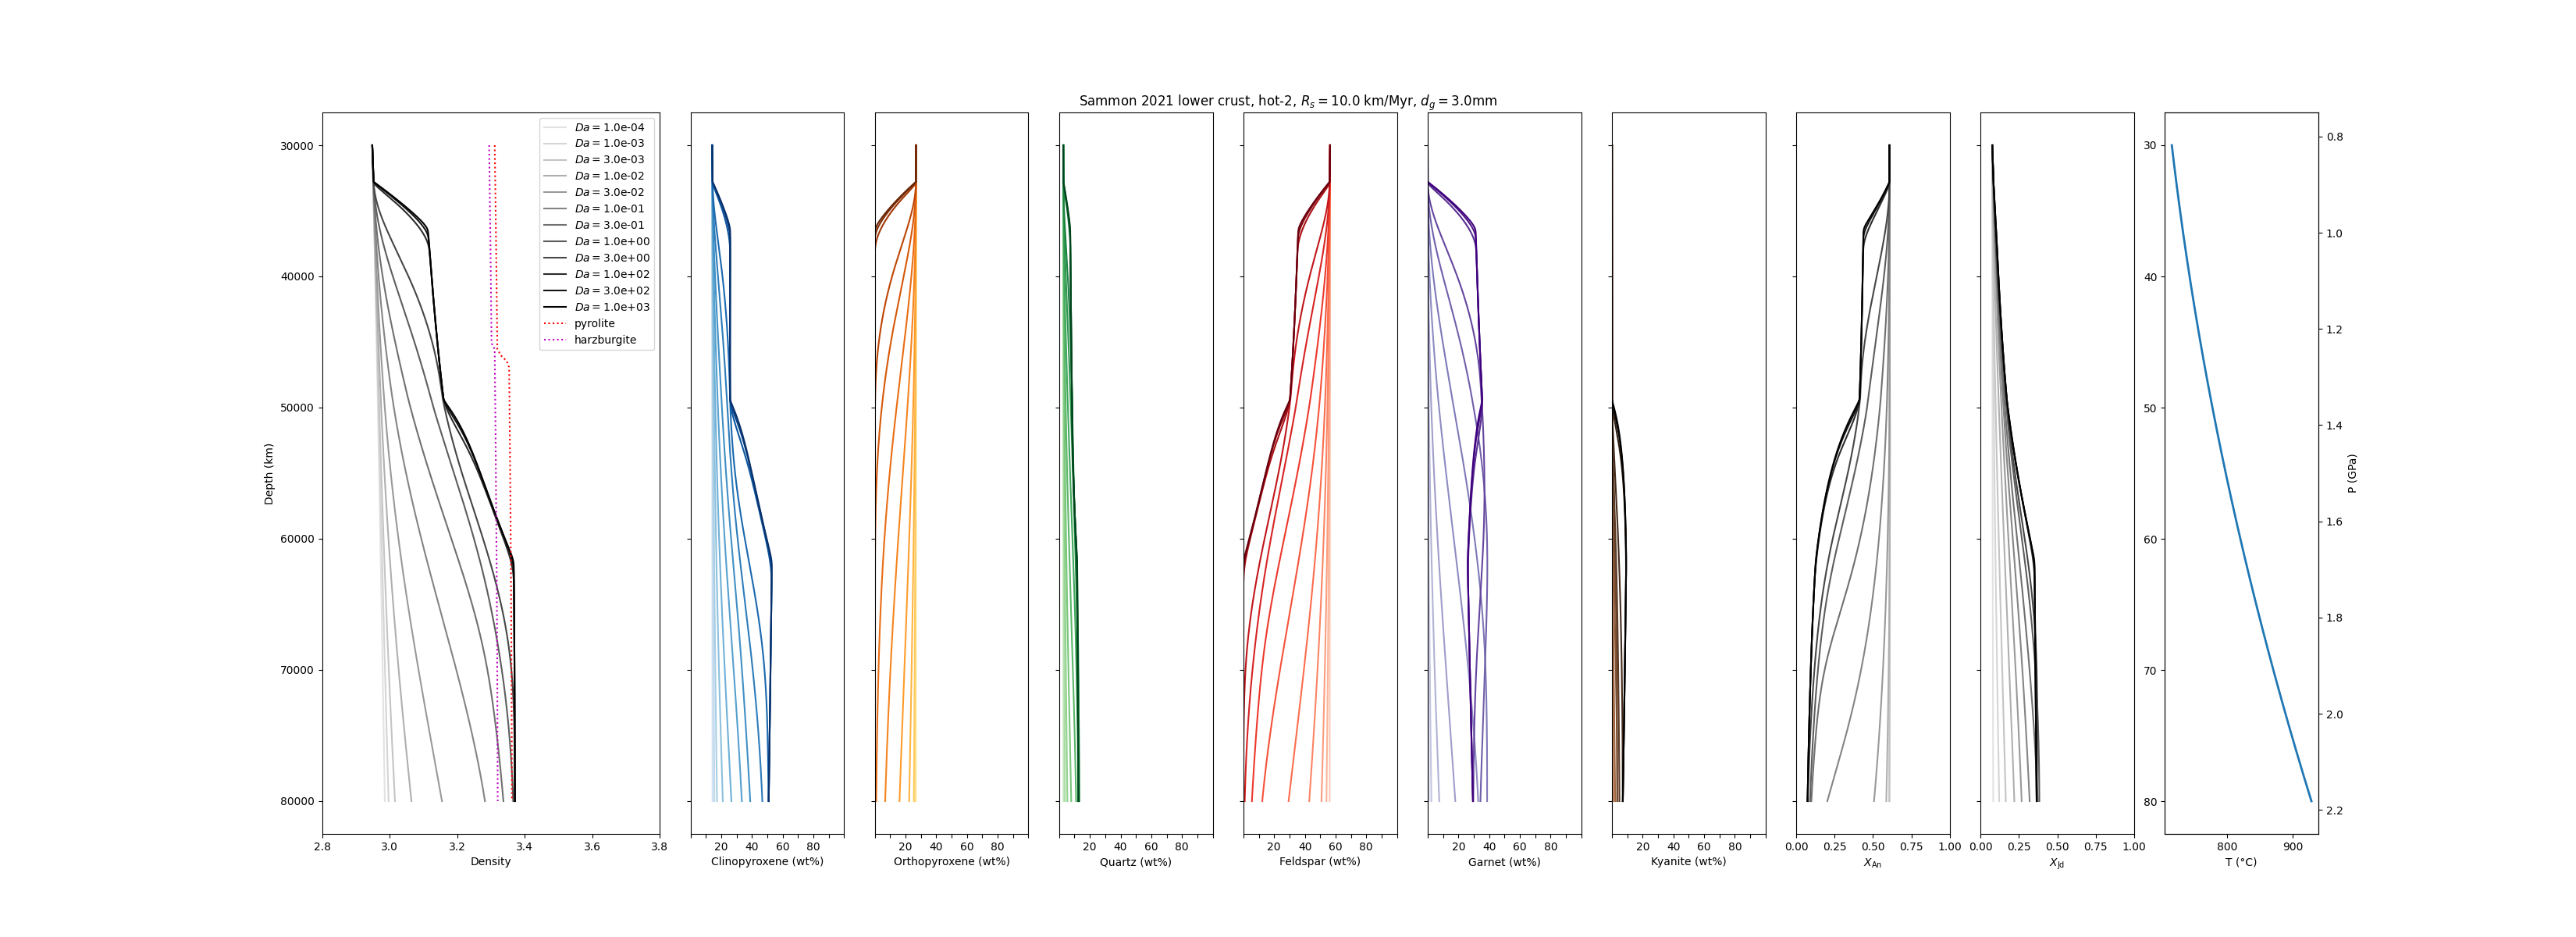 Sammon 2021 lower crust, hot-2, Rs = 10.0 km/Myr, dg = 3.0mm
Da = 1.0e-04
Da = 1.0e-03
Da = 3.0e-03
Da = 1.0e-02
Da = 3.0e-02
Da = 1.0e-01
Da = 3.0e-01
Da = 1.0e+00
Da = 3.0e+00
Da = 1.0e+02
Da = 3.0e+02
Da = 1.0e+03
pyrolite
harzburgite
Depth (km)
30000
40000
50000
60000
70000
80000
2.8 3.0 3.2 3.4 3.6 3.8
Density
20 40 60 80
Clinopyroxene (wt%)
20 40 60 80
Orthopyroxene (wt%)
20 40 60 80
Quartz (wt%)
20 40 60 80
Feldspar (wt%)
20 40 60 80
Garnet (wt%)
20 40 60 80
Kyanite (wt%)
0.00 0.25 0.50 0.75 1.00
XAn
0.00 0.25 0.50 0.75 1.00
XJd
30
40
50
60
70
80
800 900
T (°C)
0.8
1.0
1.2
1.4
1.6
1.8
2.0
2.2
P (GPa)